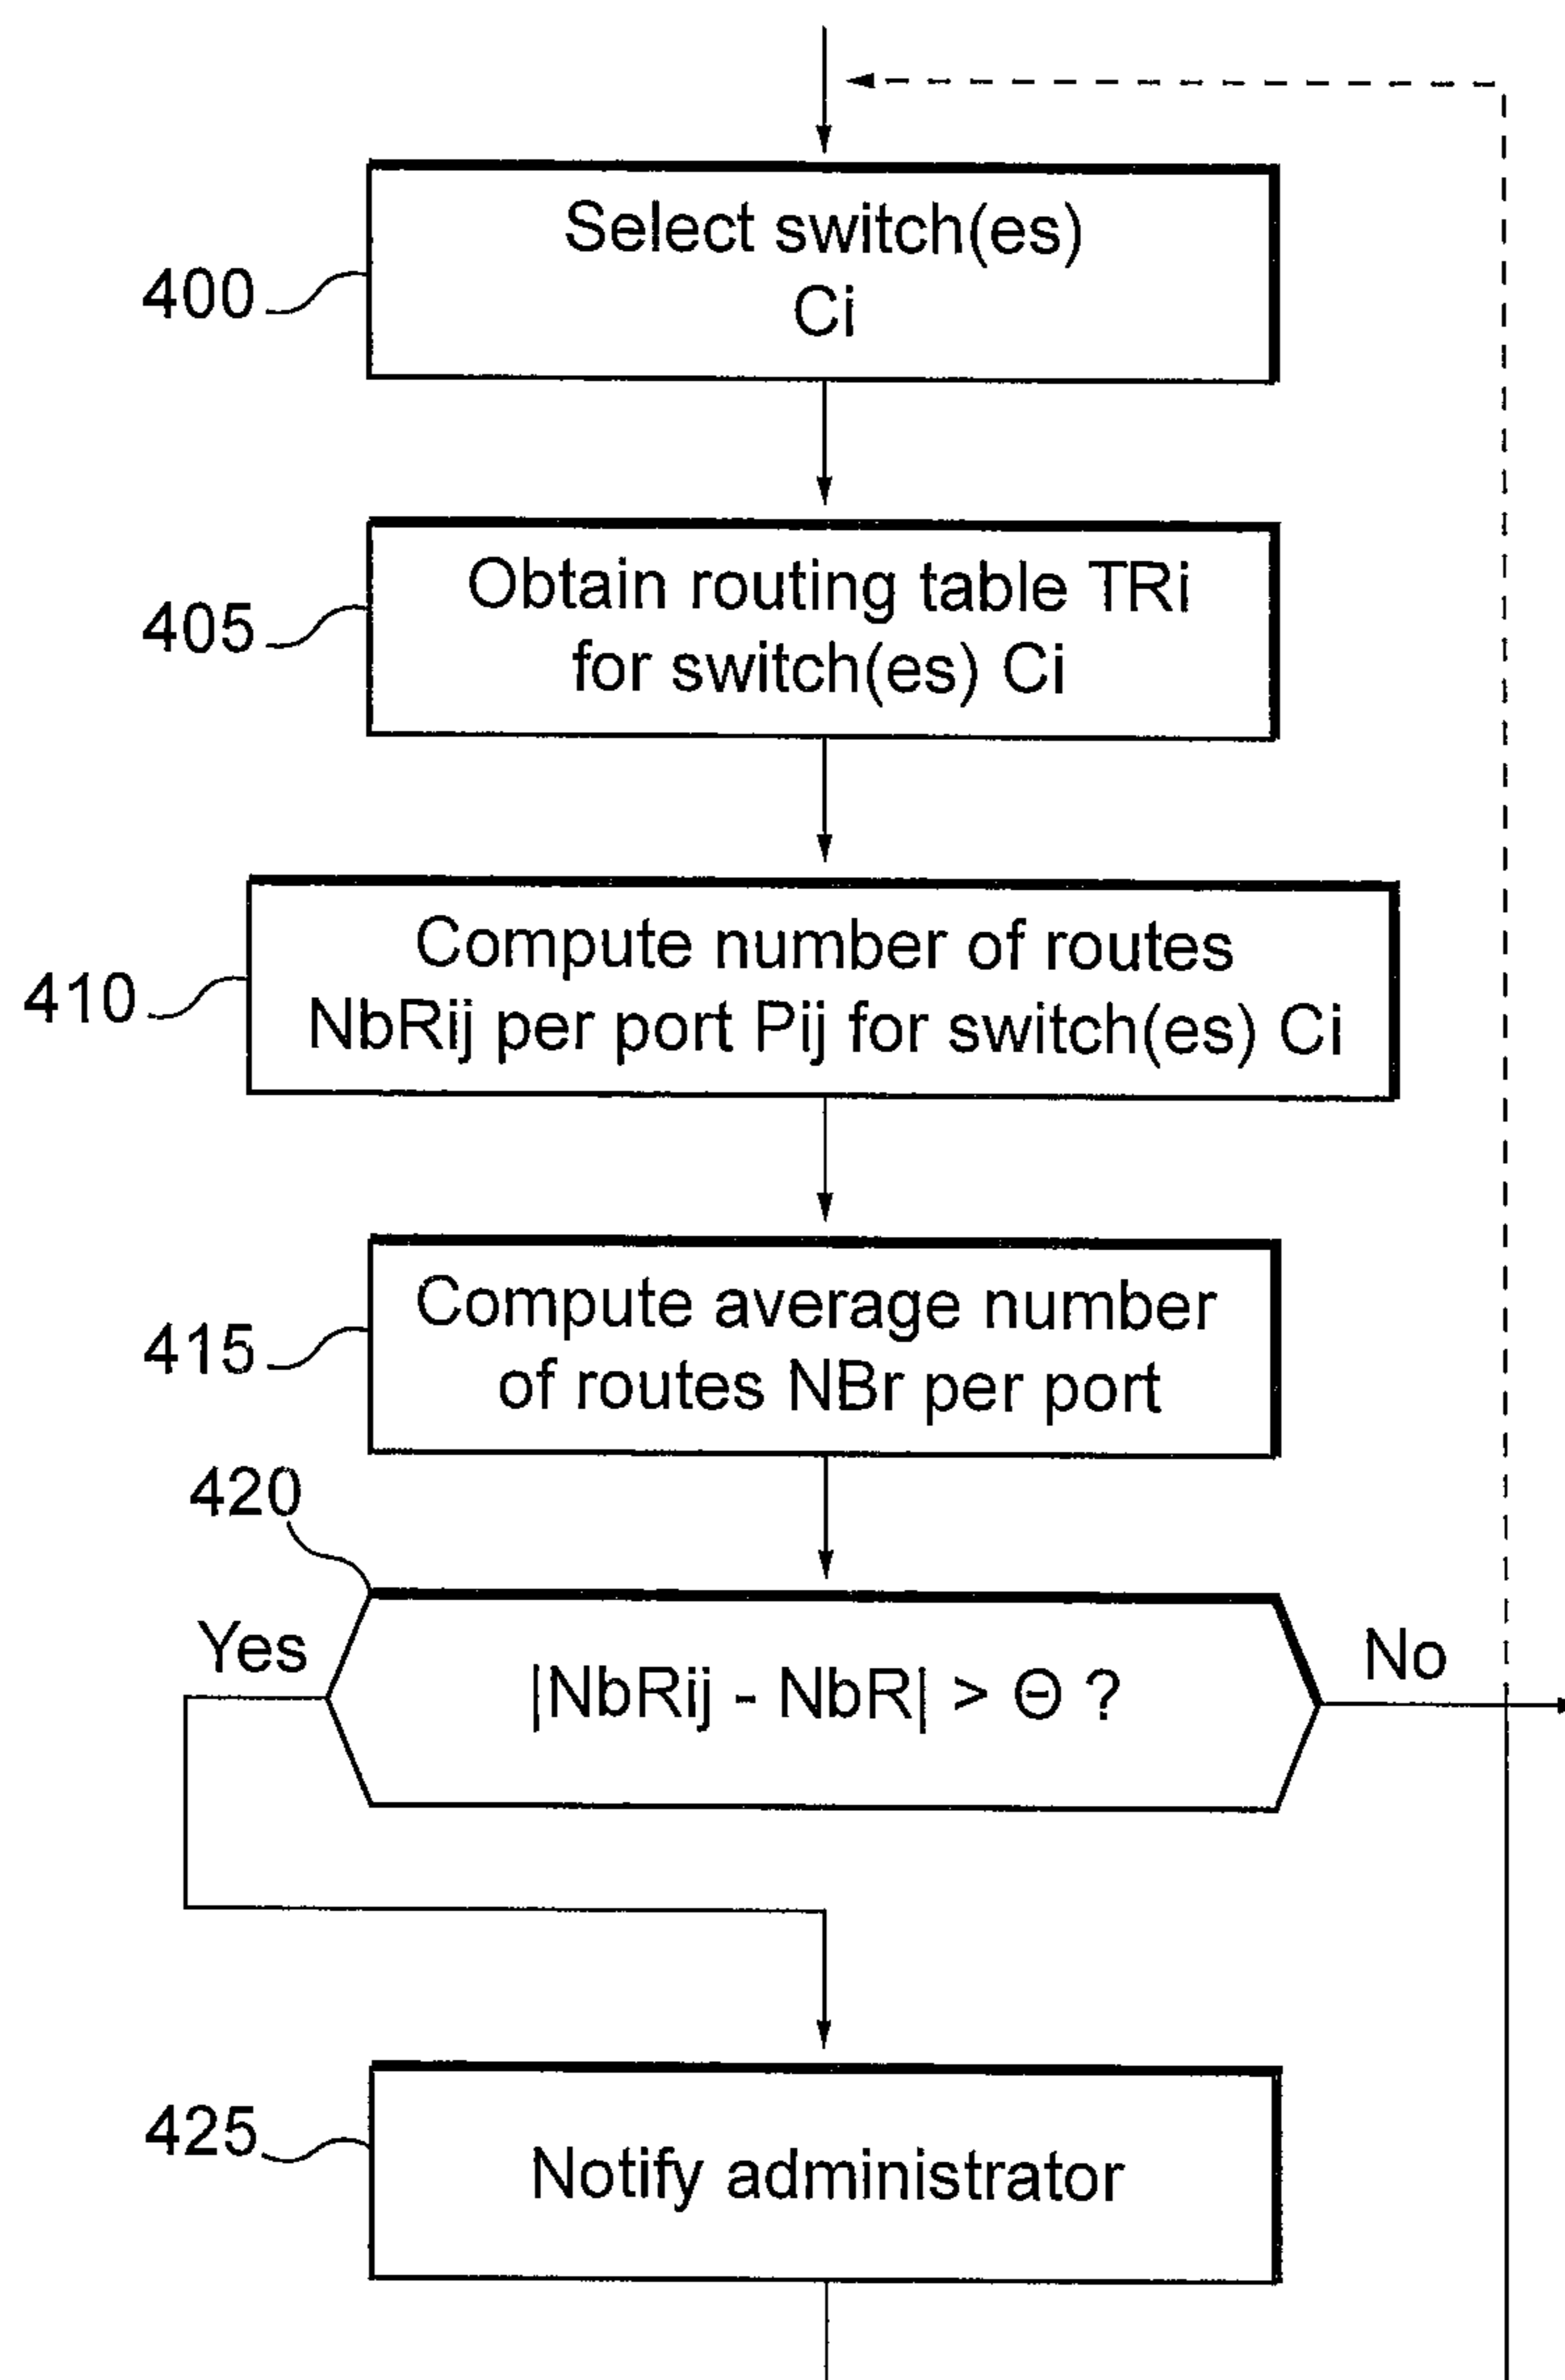 Select switch(es)
Ci
400
Obtain routing table TRi
for switch(es) Ci
405
Compute number of routes
NbRij per port Pij for switch(es) Ci
410
Compute average number
of routes NBr per port
415
420
Yes
|NbRij - NbR| > Θ ?
No
425
Notify administrator